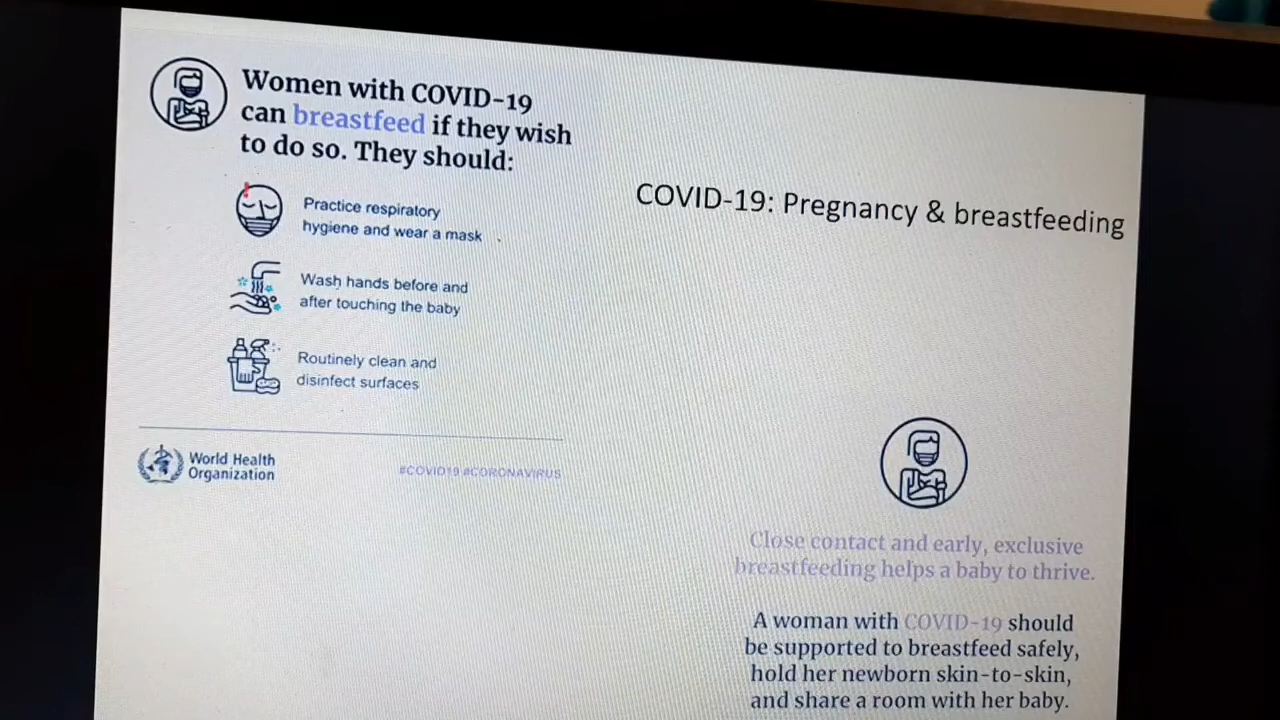 Women with COVID-19
can breastfeed if they wish
to do so. They should:
Practice respiratory
hygiene and wear a mask
Wash hands before and
after touching the baby
Routinely clean and
disinfect surfaces
World Health
Organization
#COVID19 #CORONAVIRUS
COVID-19: Pregnancy & breastfeeding
Close contact and early, exclusive
breastfeeding helps a baby to thrive.
A woman with COVID-19 should
be supported to breastfeed safely,
hold her newborn skin-to-skin,
and share a room with her baby.